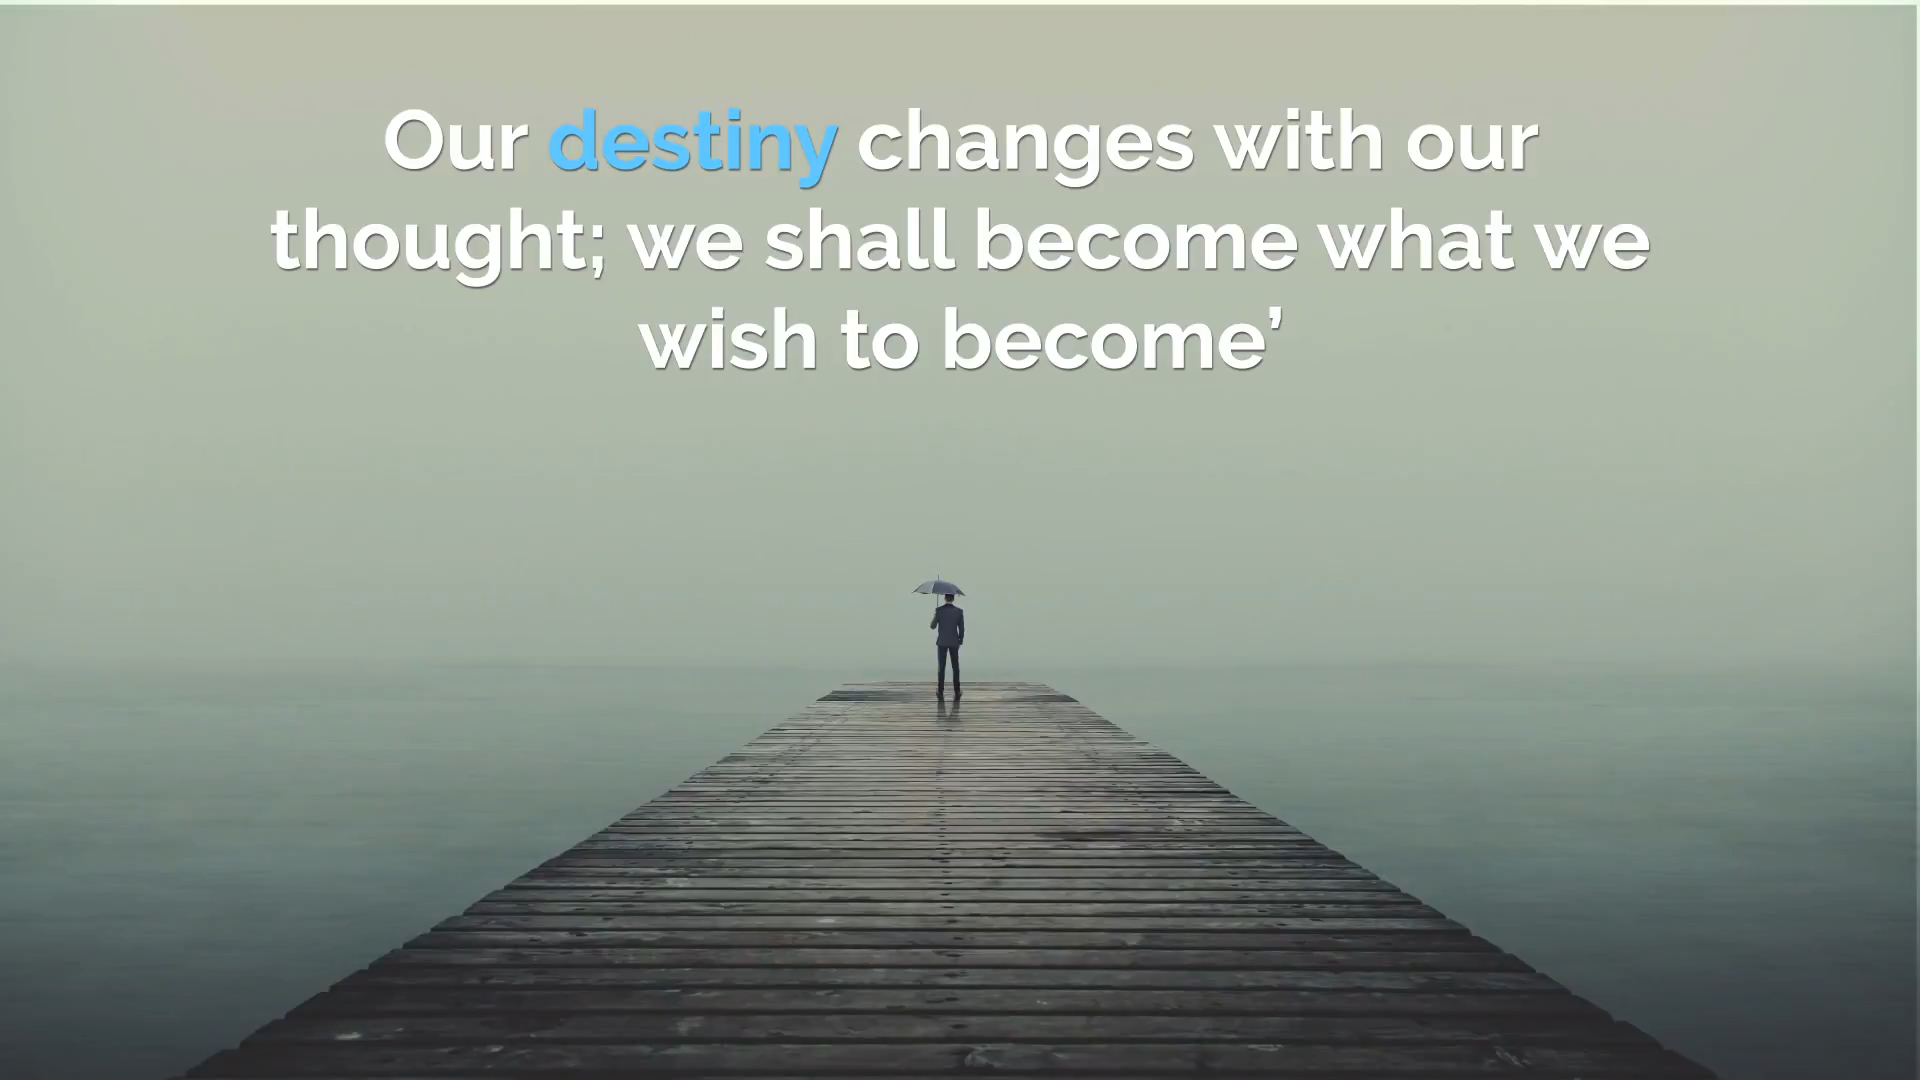 Our destiny changes with our
thought; we shall become what we
wish to become’